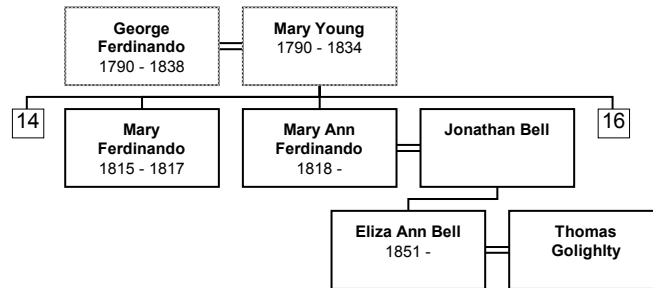 George
Ferdinando
1790 - 1838
Mary Young
1790 - 1834
14
Mary
Ferdinando
1815 - 1817
Mary Ann
Ferdinando
1818 -
Jonathan Bell
16
Eliza Ann Bell
1851 -
Thomas
Golighlty